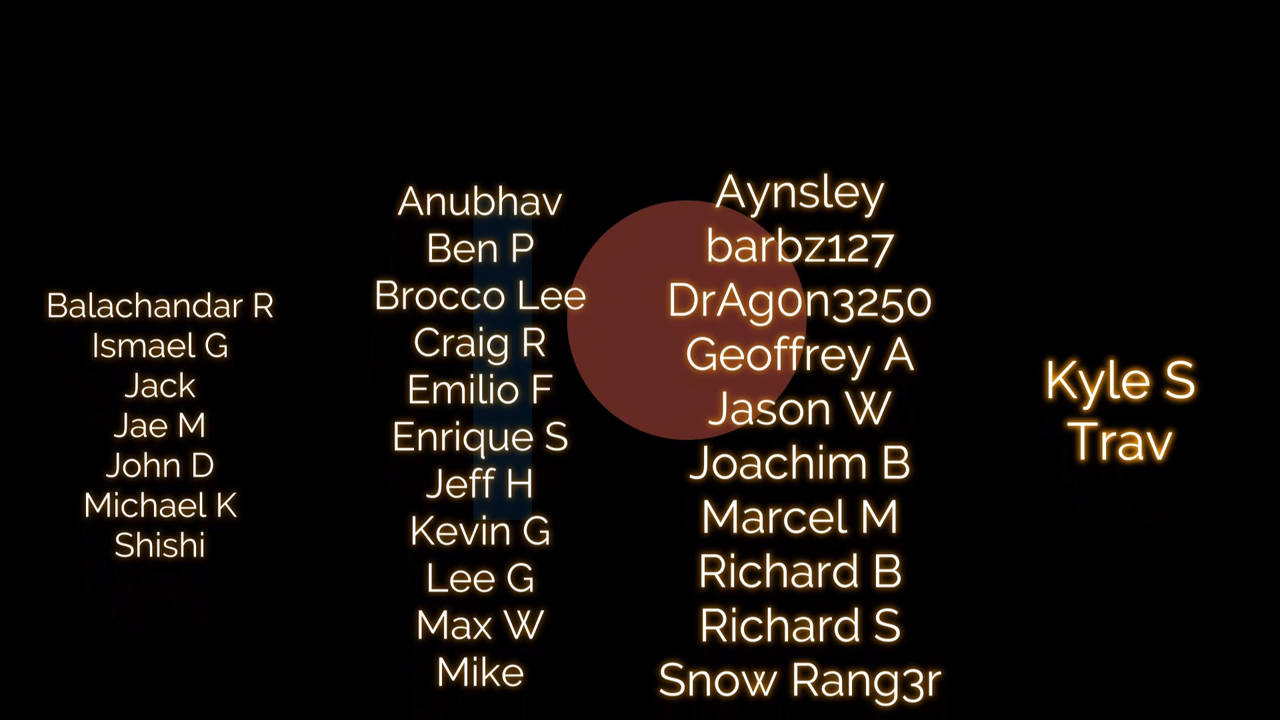 Balachandar R
Ismael G
Jack
Jae M
John D
Michael K
Shishi
Anubhav
Ben P
Brocco Lee
Craig R
Emilio F
Enrique S
Jeff H
Kevin G
Lee G
Max W
Mike
Aynsley
barbz127
DrAg0n3250
Geoffrey A
Jason W
Joachim B
Marcel M
Richard B
Richard S
Snow Rang3r
Kyle S
Trav